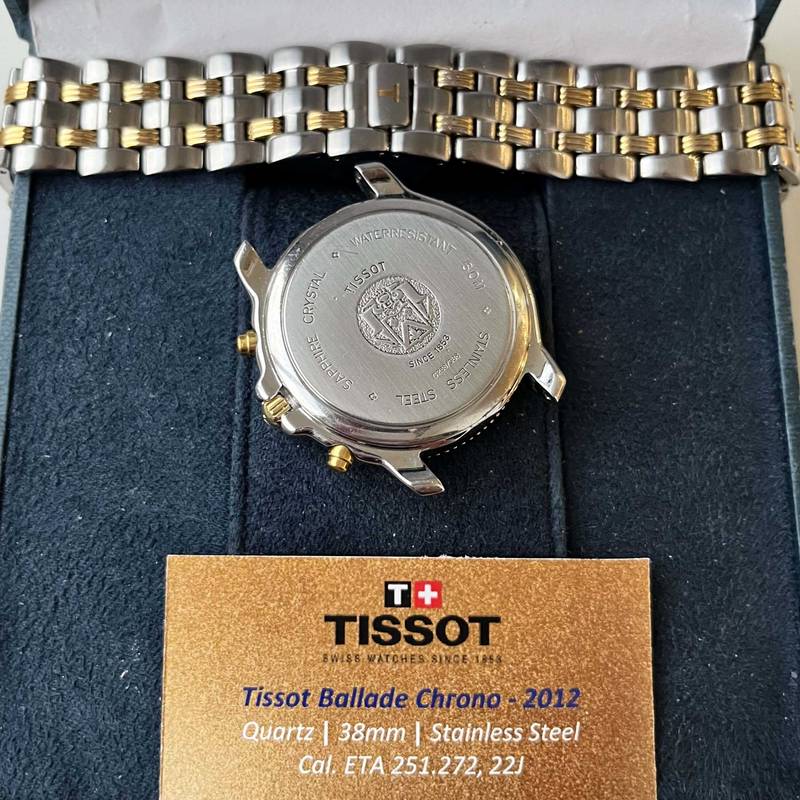 WATERRESISTANT 50M
STAINLESS STEEL
SAPPHIRE CRYSTAL
TISSOT
SINCE 1853
T+
TISSOT
SWISS WATCHES SINCE 1853
Tissot Ballade Chrono - 2012
Quartz | 38mm | Stainless Steel
Cal. ETA 251.272, 22J